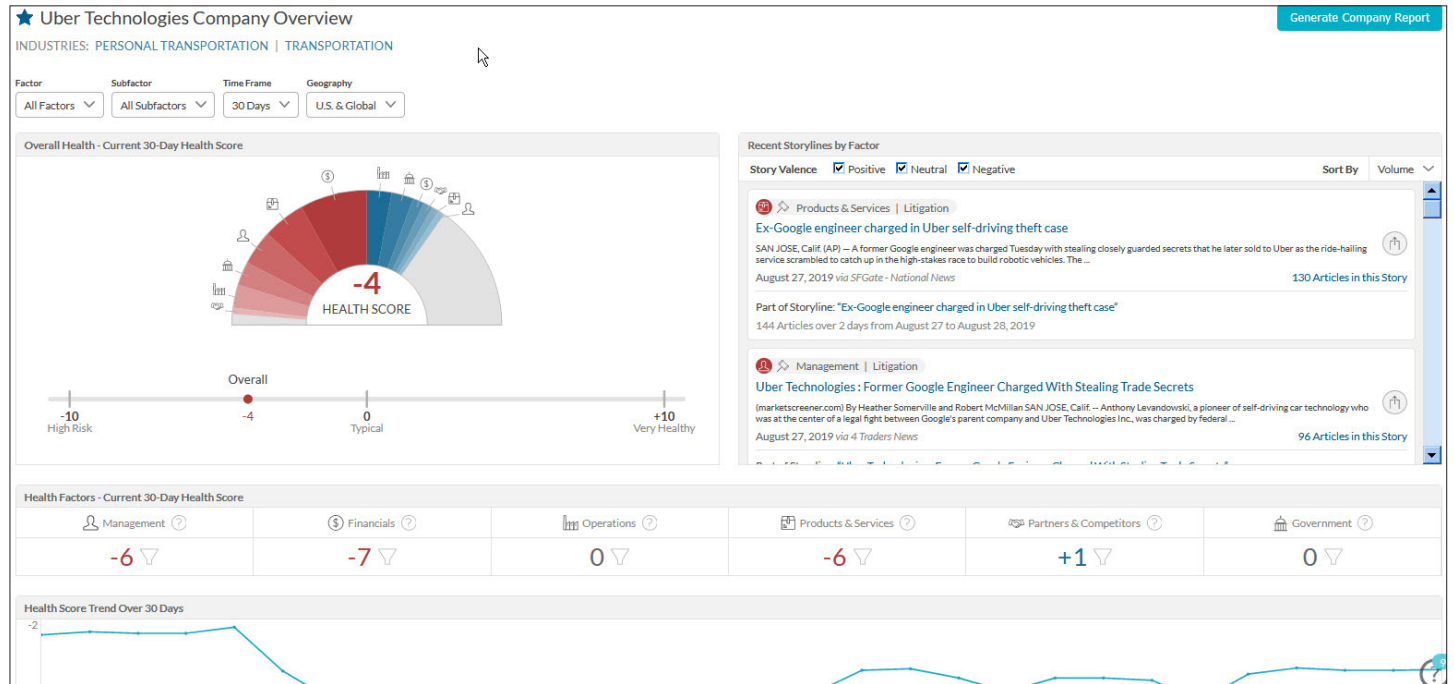 Uber Technologies Company Overview
Generate Company Report
INDUSTRIES: PERSONAL TRANSPORTATION | TRANSPORTATION
Factor
Subfactor
Time Frame
Geography
All Factors
All Subfactors
30 Days
U.S. & Global
Overall Health - Current 30-Day Health Score
-4
HEALTH SCORE
Overall
-10
-4
0
+10
High Risk
Typical
Very Healthy
Recent Storylines by Factor
Story Valence Positive Neutral Negative
Sort By Volume
Products & Services | Litigation
Ex-Google engineer charged in Uber self-driving theft case
SAN JOSE, Calif. (AP) — A former Google engineer was charged Tuesday with stealing closely guarded secrets that he later sold to Uber as the ride-hailing
service scrambled to catch up in the high-stakes race to build robotic vehicles. The ...
August 27, 2019 via SFGate - National News
130 Articles in this Story
Part of Storyline: "Ex-Google engineer charged in Uber self-driving theft case"
144 Articles over 2 days from August 27 to August 28, 2019
Management | Litigation
Uber Technologies : Former Google Engineer Charged With Stealing Trade Secrets
(marketscreener.com) By Heather Somerville and Robert McMillan SAN JOSE, Calif. -- Anthony Levandowski, a pioneer of self-driving car technology who
was at the center of a legal fight between Google's parent company and Uber Technologies Inc., was charged by federal ...
August 27, 2019 via 4 Traders News
96 Articles in this Story
Health Factors - Current 30-Day Health Score
Management
Financials
Operations
Products & Services
Partners & Competitors
Government
-6
-7
0
-6
+1
0
Health Score Trend Over 30 Days
-2